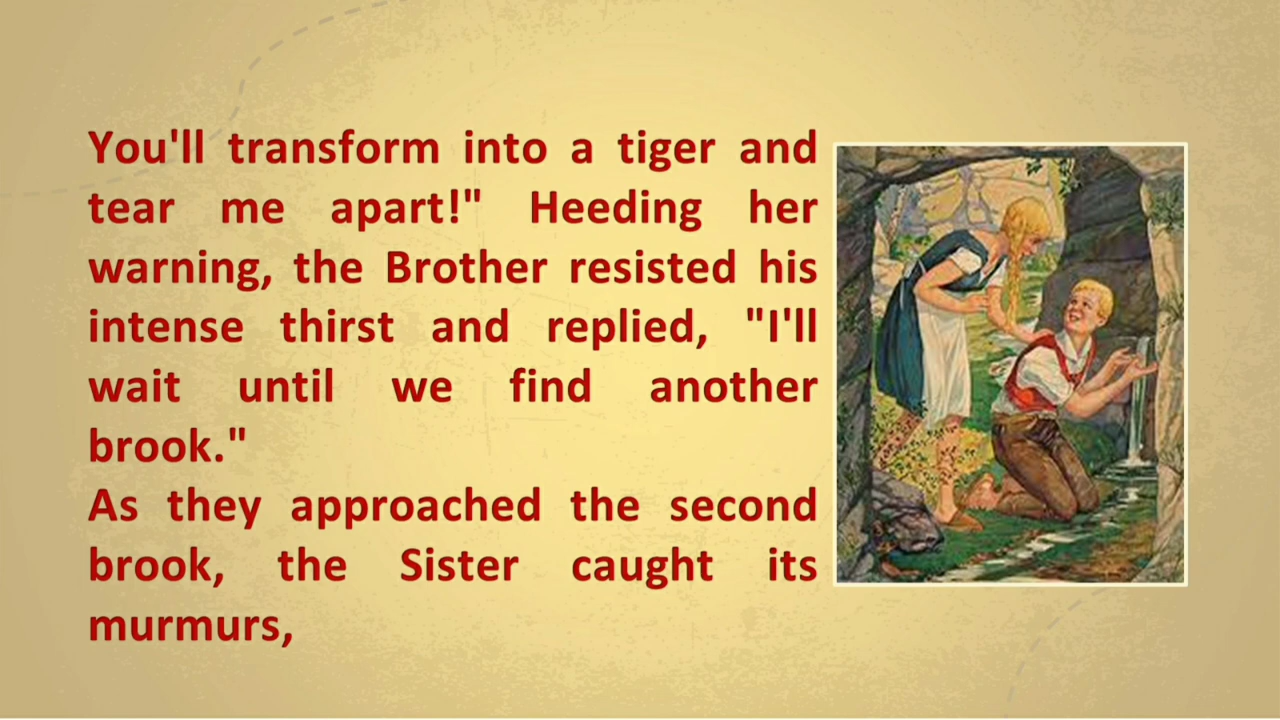 You'll transform into a tiger and
tear me apart!" Heeding her
warning, the Brother resisted his
intense thirst and replied, "I'll
wait until we find another
brook."
As they approached the second
brook, the Sister caught its
murmurs,